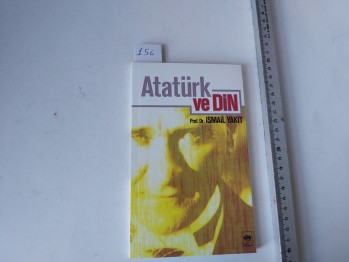 156
Atatürk
ve DİN
Prof. Dr. İSMAİL YAKIT